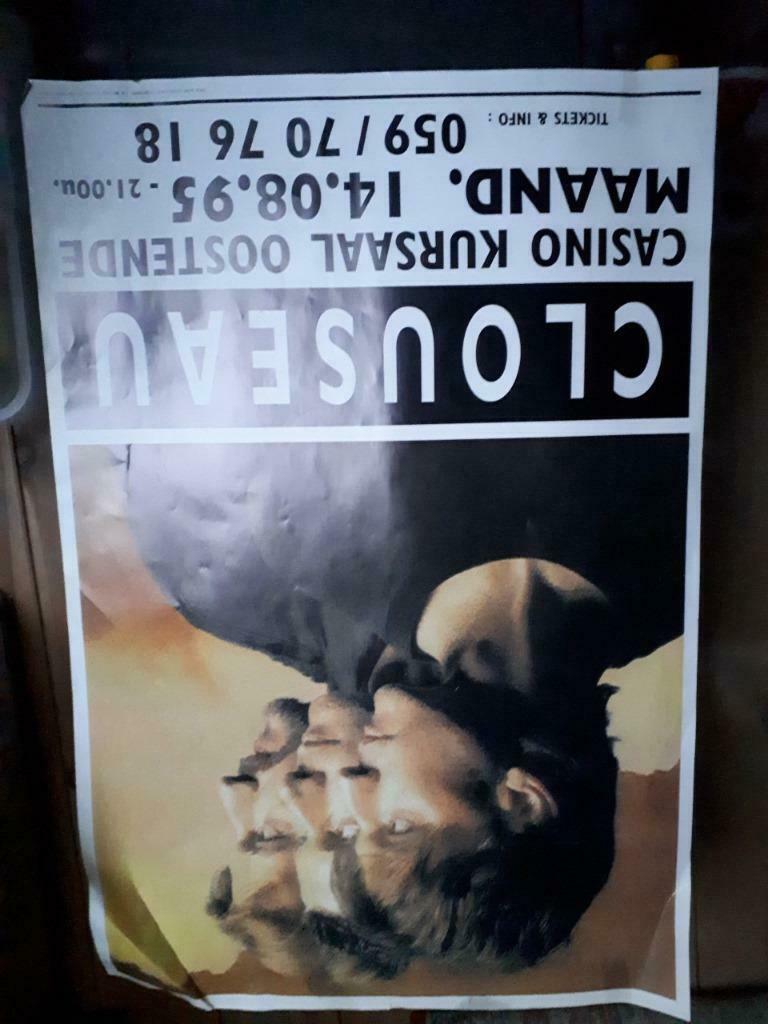 CLOUSEAU
CASINO KURSAAL OOSTENDE
MAAND. 14.08.95 - 21.00u.
TICKETS & INFO : 059 / 70 76 18